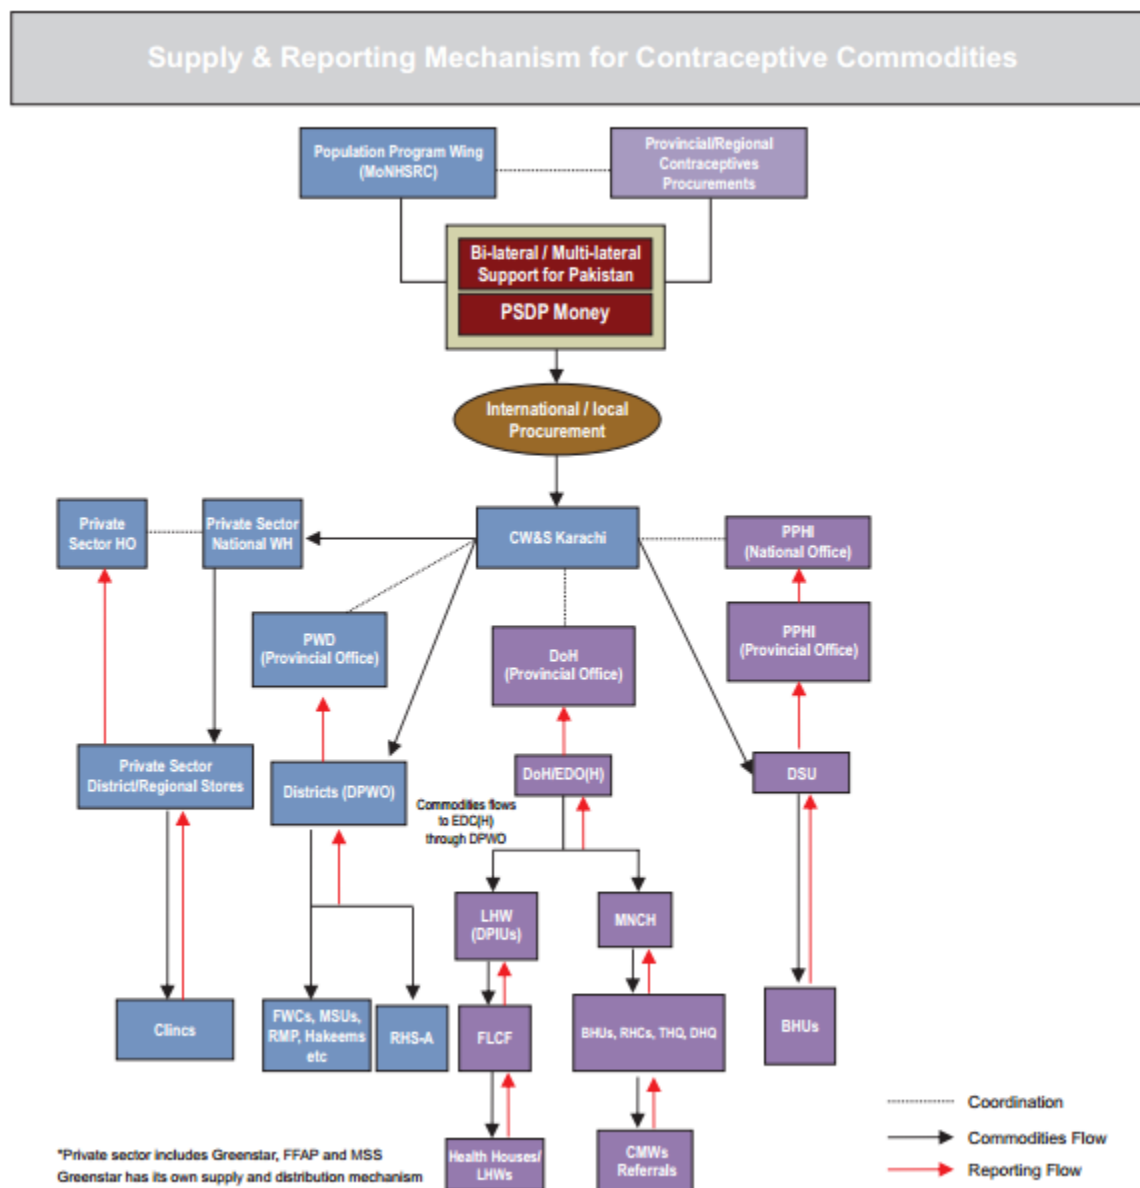 Supply & Reporting Mechanism for Contraceptive Commodities
Population Program Wing
(MoNHSRC)
Provincial/Regional
Contraceptives
Procurements
Bi-lateral / Multi-lateral
Support for Pakistan
PSDP Money
International / local
Procurement
Private
Sector HO
Private Sector
National WH
CW&S Karachi
PPHI
(National Office)
PWD
(Provincial Office)
DoH
(Provincial Office)
PPHI
(Provincial Office)
Private Sector
District/Regional Stores
Districts (DPWO)
DoH/EDO(H)
DSU
Commodities flows
to EDC(H)
through DPWO
LHW
(DPIUs)
MNCH
Clincs
FWCs, MSUs,
RMP, Hakeems
etc
RHS-A
FLCF
BHUs, RHCs, THQ, DHQ
BHUs
Health Houses/
LHWs
CMWs
Referrals
Coordination
Commodities Flow
Reporting Flow
*Private sector includes Greenstar, FFAP and MSS
Greenstar has its own supply and distribution mechanism